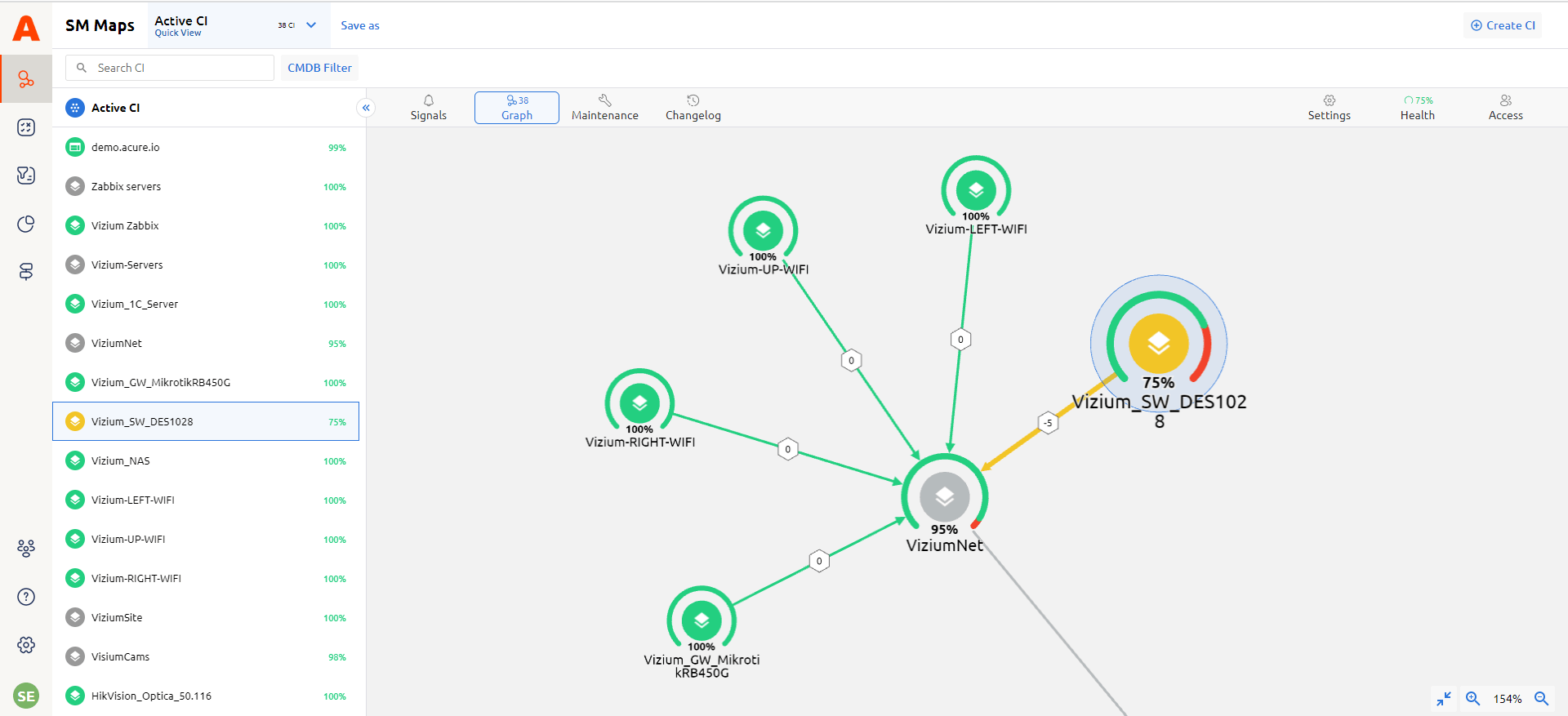 SM Maps
Active CI
Quick View
38 CI
Save as
Create CI
Search CI
CMDB Filter
Active CI
demo.acure.io 99%
Zabbix servers 100%
Vizium Zabbix 100%
Vizium-Servers 100%
Vizium_1C_Server 100%
ViziumNet 95%
Vizium_GW_MikrotikRB450G 100%
Vizium_SW_DES1028 75%
Vizium_NAS 100%
Vizium-LEFT-WIFI 100%
Vizium-UP-WIFI 100%
Vizium-RIGHT-WIFI 100%
ViziumSite 100%
VisiumCams 98%
HikVision_Optica_50.116 100%
SE
Signals
38
Graph
Maintenance
Changelog
Settings
75%
Health
Access
100%
Vizium-LEFT-WIFI
100%
Vizium-UP-WIFI
0
0
75%
Vizium_SW_DES102
8
-5
100%
Vizium-RIGHT-WIFI
0
95%
ViziumNet
0
100%
Vizium_GW_Mikroti
kRB450G
154%